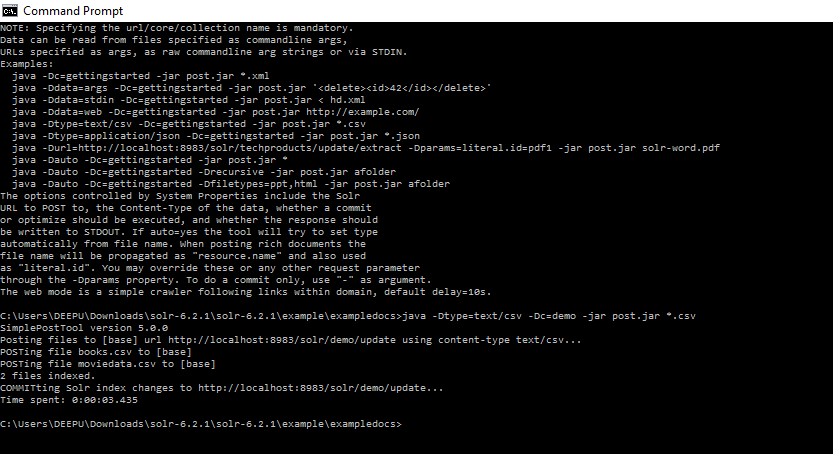 Command Prompt
NOTE: Specifying the url/core/collection name is mandatory.
Data can be read from files specified as commandline args,
URLs specified as args, as raw commandline arg strings or via STDIN.
Examples:
  java -Dc=gettingstarted -jar post.jar *.xml
  java -Ddata=args -Dc=gettingstarted -jar post.jar '<delete><id>42</id></delete>'
  java -Ddata=stdin -Dc=gettingstarted -jar post.jar < hd.xml
  java -Ddata=web -Dc=gettingstarted -jar post.jar http://example.com/
  java -Dtype=text/csv -Dc=gettingstarted -jar post.jar *.csv
  java -Dtype=application/json -Dc=gettingstarted -jar post.jar *.json
  java -Durl=http://localhost:8983/solr/techproducts/update/extract -Dparams=literal.id=pdf1 -jar post.jar solr-word.pdf
  java -Dauto -Dc=gettingstarted -jar post.jar *
  java -Dauto -Dc=gettingstarted -Drecursive -jar post.jar afolder
  java -Dauto -Dc=gettingstarted -Dfiletypes=ppt,html -jar post.jar afolder
The options controlled by System Properties include the Solr
URL to POST to, the Content-Type of the data, whether a commit
or optimize should be executed, and whether the response should
be written to STDOUT. If auto=yes the tool will try to set type
automatically from file name. When posting rich documents the
file name will be propagated as "resource.name" and also used
as "literal.id". You may override these or any other request parameter
through the -Dparams property. To do a commit only, use "-" as argument.
The web mode is a simple crawler following links within domain, default delay=10s.
C:\Users\DEEPU\Downloads\solr-6.2.1\solr-6.2.1\example\exampledocs>java -Dtype=text/csv -Dc=demo -jar post.jar *.csv
SimplePostTool version 5.0.0
Posting files to [base] url http://localhost:8983/solr/demo/update using content-type text/csv...
POSTing file books.csv to [base]
POSTing file moviedata.csv to [base]
2 files indexed.
COMMITting Solr index changes to http://localhost:8983/solr/demo/update...
Time spent: 0:00:03.435
C:\Users\DEEPU\Downloads\solr-6.2.1\solr-6.2.1\example\exampledocs>